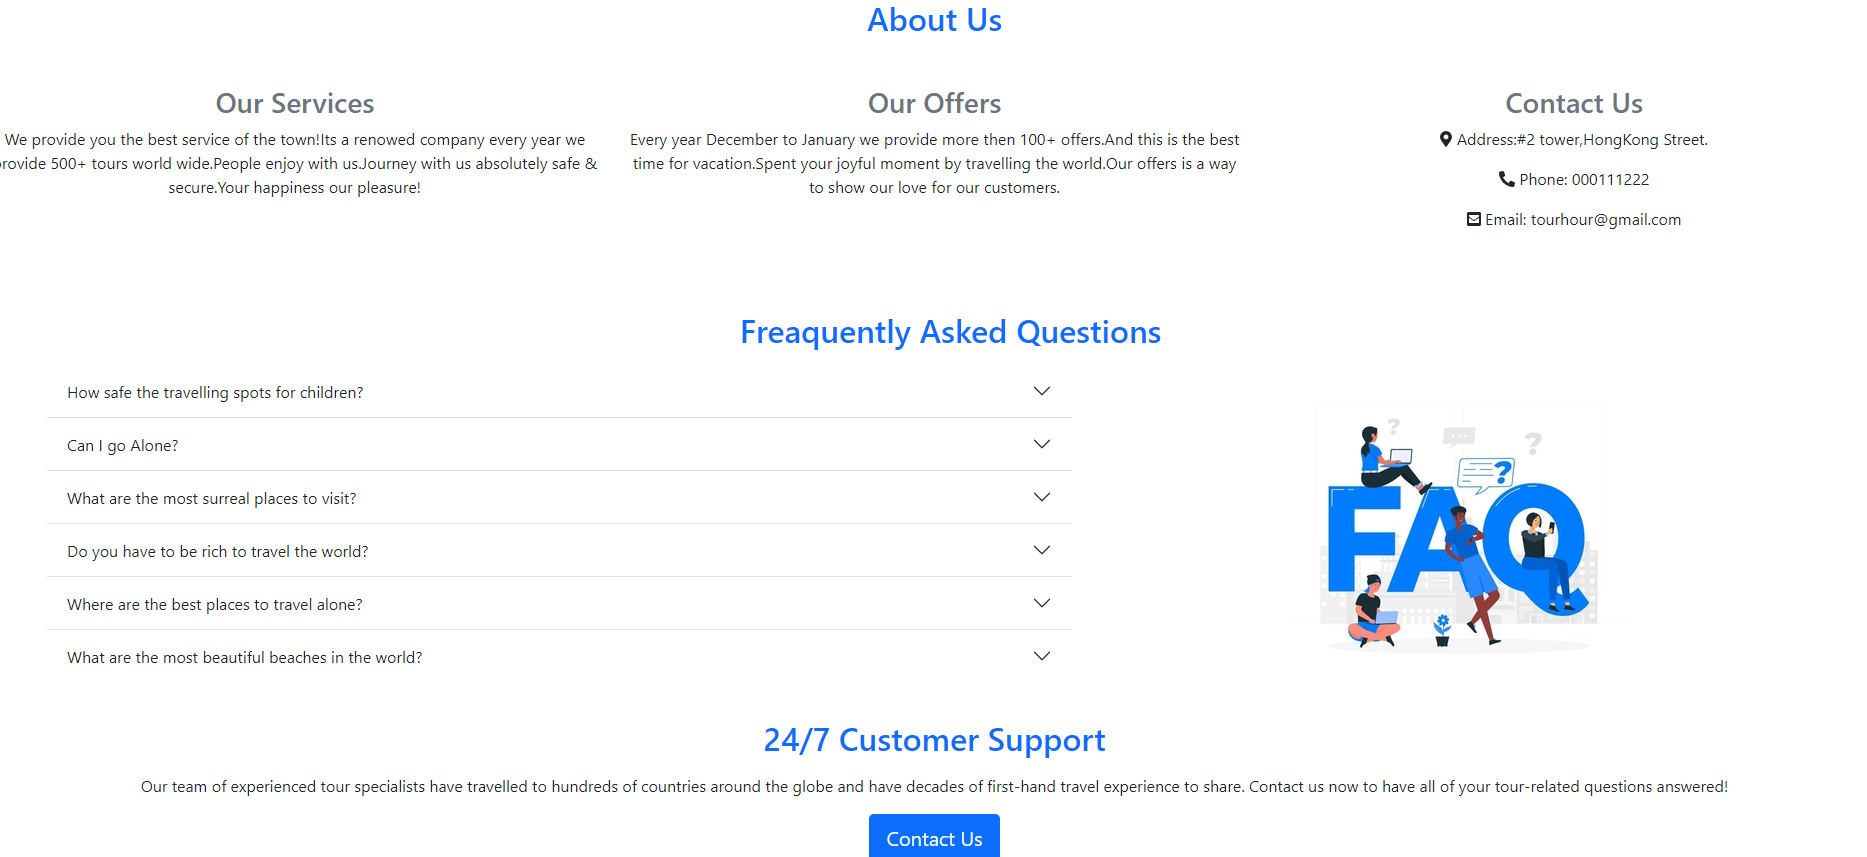 About Us
Our Services
We provide you the best service of the town!Its a renowed company every year we
rovide 500+ tours world wide.People enjoy with us.Journey with us absolutely safe &
secure.Your happiness our pleasure!
Our Offers
Every year December to January we provide more then 100+ offers.And this is the best
time for vacation.Spent your joyful moment by travelling the world.Our offers is a way
to show our love for our customers.
Contact Us
Address:#2 tower,HongKong Street.
Phone: 000111222
Email: tourhour@gmail.com
Freaquently Asked Questions
How safe the travelling spots for children?
Can I go Alone?
What are the most surreal places to visit?
Do you have to be rich to travel the world?
Where are the best places to travel alone?
What are the most beautiful beaches in the world?
? ?
?
FAQ
24/7 Customer Support
Our team of experienced tour specialists have travelled to hundreds of countries around the globe and have decades of first-hand travel experience to share. Contact us now to have all of your tour-related questions answered!
Contact Us